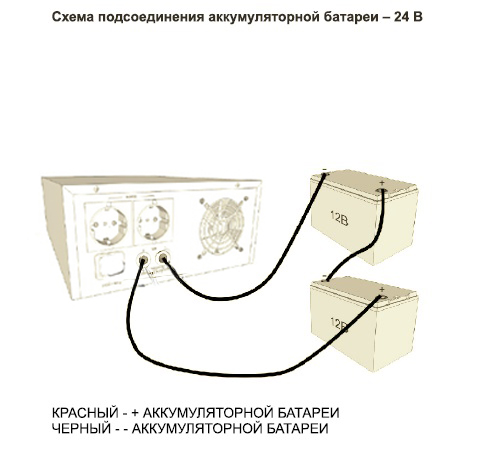 Схема подсоединения аккумуляторной батареи – 24 В
- +
12В
- +
12В
КРАСНЫЙ - + АККУМУЛЯТОРНОЙ БАТАРЕИ
ЧЕРНЫЙ - - АККУМУЛЯТОРНОЙ БАТАРЕИ